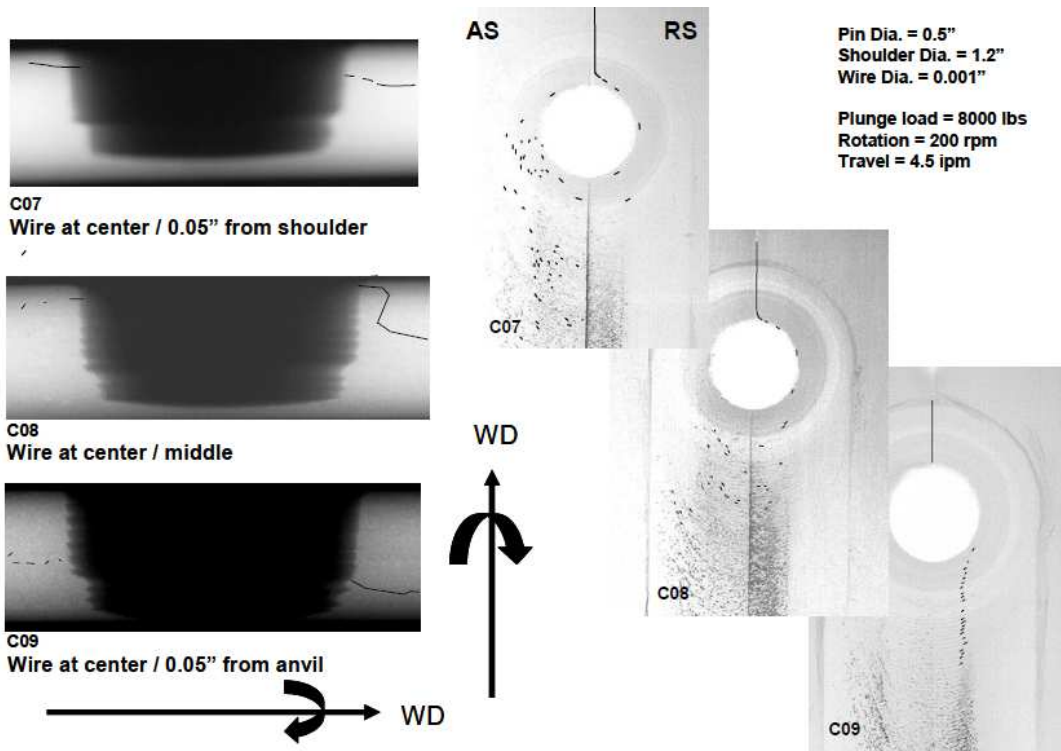 AS
RS
Pin Dia. = 0.5”
Shoulder Dia. = 1.2”
Wire Dia. = 0.001”
Plunge load = 8000 lbs
Rotation = 200 rpm
Travel = 4.5 ipm
C07
Wire at center / 0.05” from shoulder
C07
C08
Wire at center / middle
WD
C08
C09
Wire at center / 0.05” from anvil
WD
C09